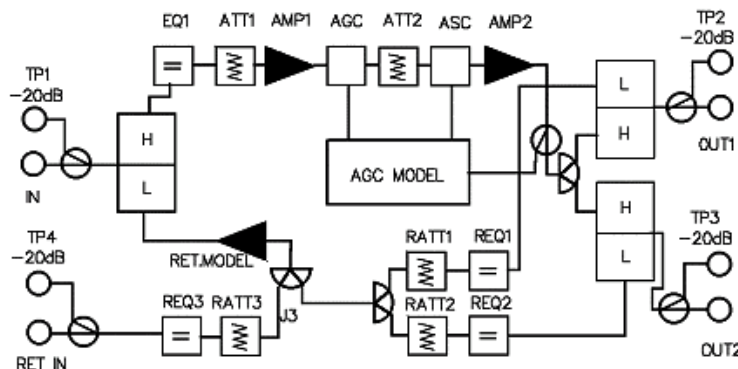 EQ1 ATT1 AMP1 AGC ATT2 ASC AMP2
TP2
-20dB
TP1
-20dB
L
H
H
L
IN
OUT1
AGC MODEL
TP4
-20dB
RET.MODEL
RATT1 REQ1
H
L
TP3
-20dB
REQ3 RATT3
J3
RATT2 REQ2
RET IN
OUT2